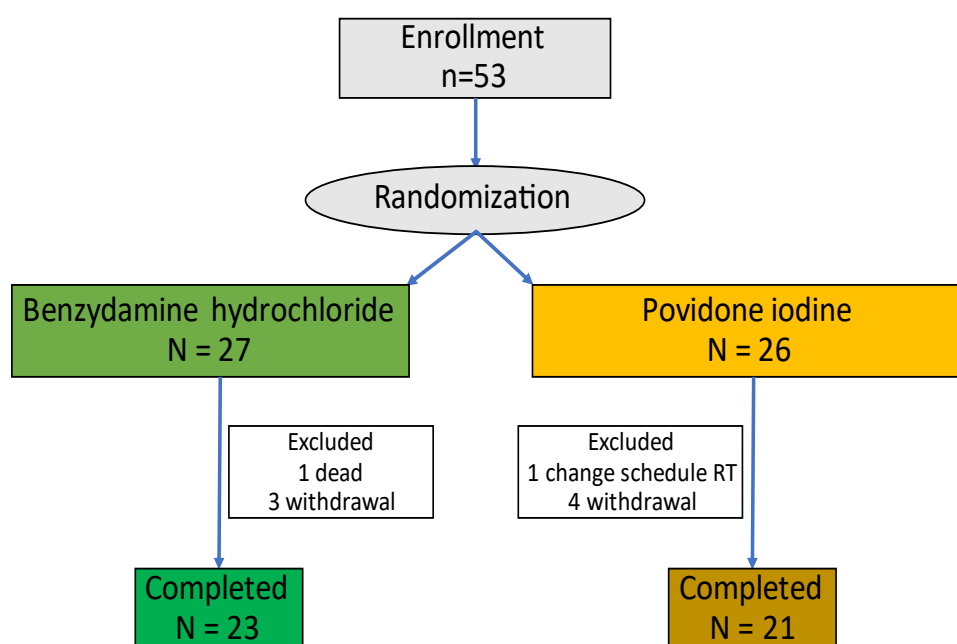 Enrollment
n=53
Randomization
Benzydamine hydrochloride
N = 27
Povidone iodine
N = 26
Excluded
1 dead
3 withdrawal
Excluded
1 change schedule RT
4 withdrawal
Completed
N = 23
Completed
N = 21